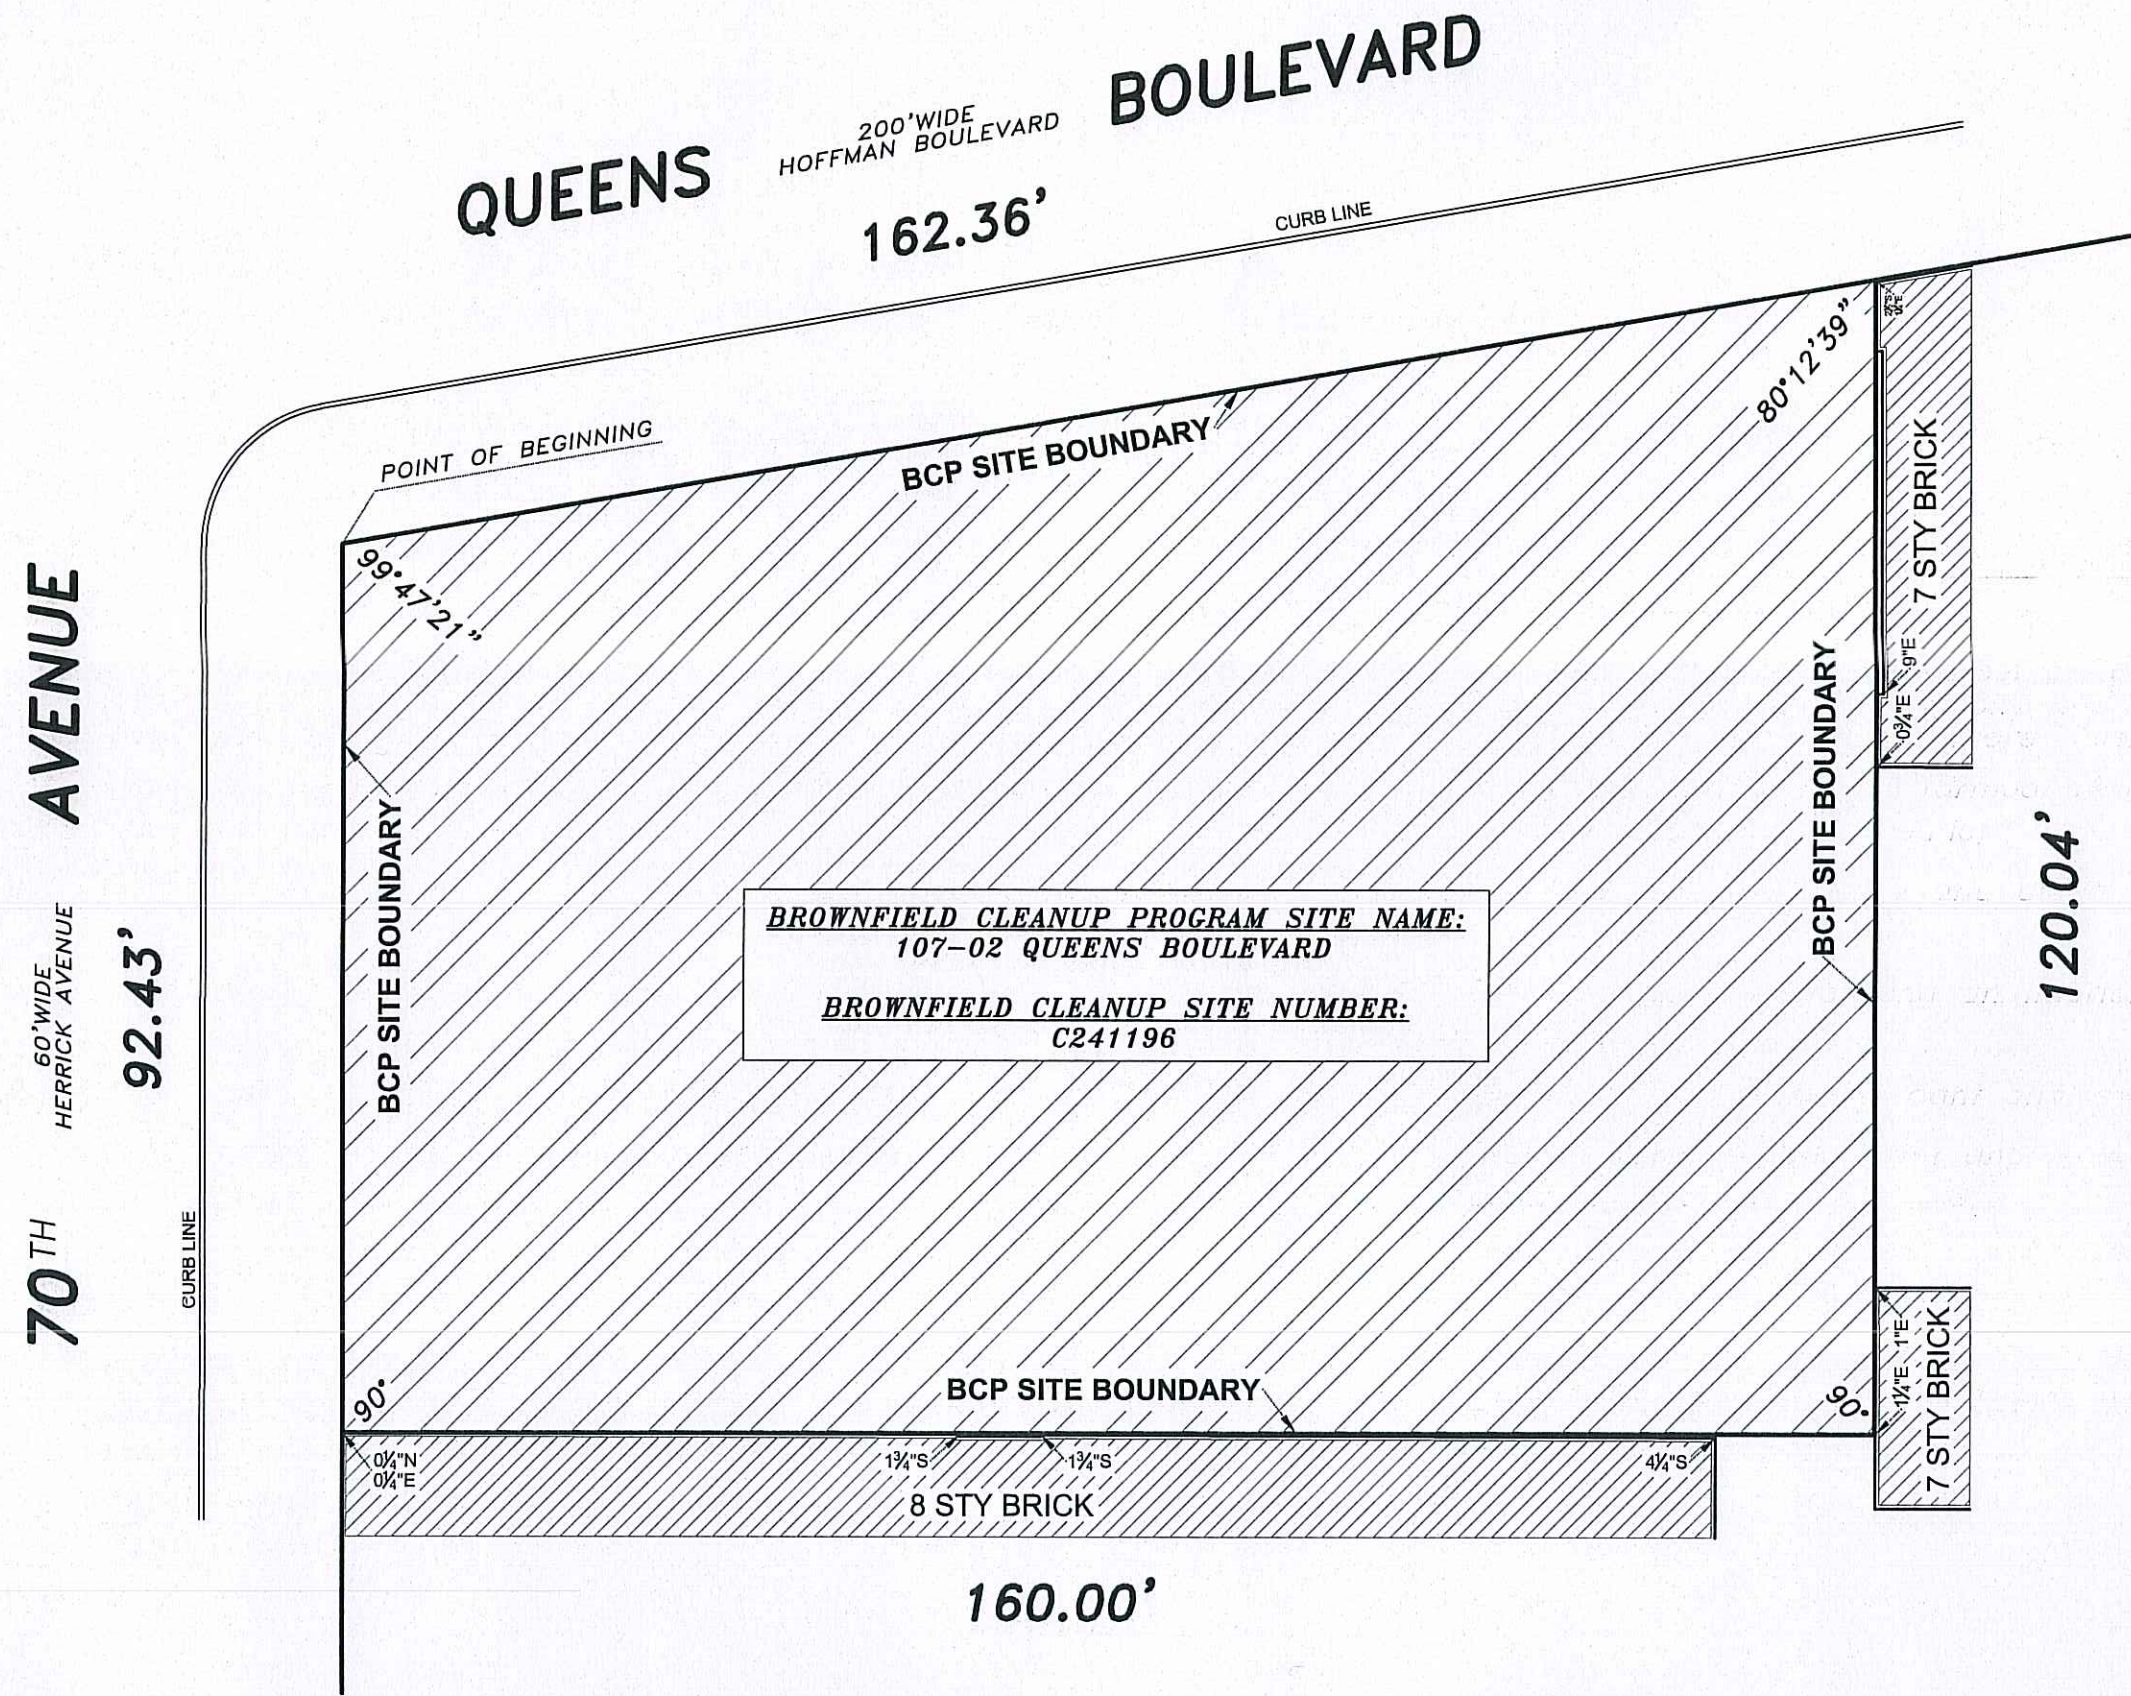 QUEENS BOULEVARD
200'WIDE
HOFFMAN BOULEVARD
162.36'
CURB LINE
POINT OF BEGINNING
99°47'21"
80°12'39"
BCP SITE BOUNDARY
7 STY BRICK
9"E
0¾"E
70TH AVENUE
60'WIDE
HERRICK AVENUE
92.43'
CURB LINE
BCP SITE BOUNDARY
BROWNFIELD CLEANUP PROGRAM SITE NAME:
107-02 QUEENS BOULEVARD
BROWNFIELD CLEANUP SITE NUMBER:
C241196
BCP SITE BOUNDARY
120.04'
90°
BCP SITE BOUNDARY
90°
1"E
1¼"E
7 STY BRICK
0¼"N
0¼"E
1¾"S
1¾"S
4¼"S
8 STY BRICK
160.00'